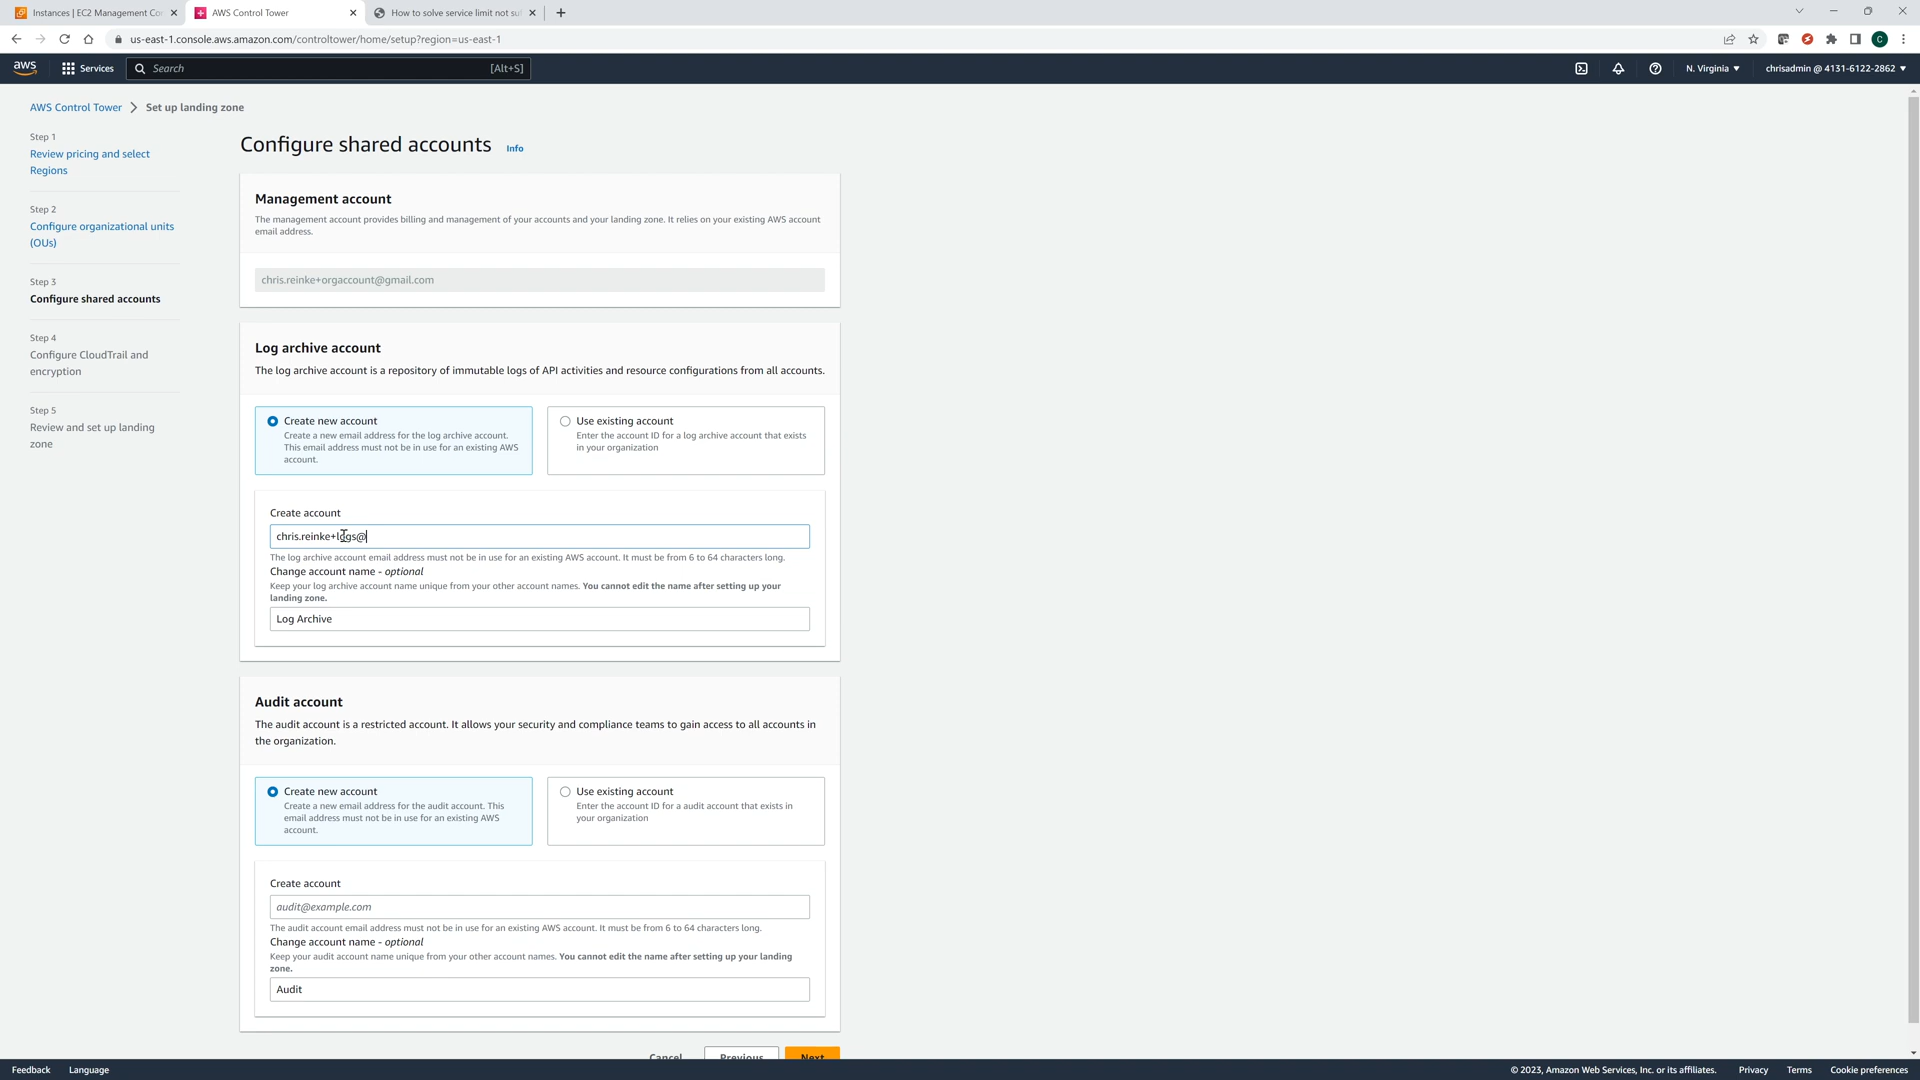 Instances | EC2 Management Con
AWS Control Tower
How to solve service limit not su
us-east-1.console.aws.amazon.com/controltower/home/setup?region=us-east-1
C
aws
Services
Search
[Alt+S]
N. Virginia
chrisadmin @ 4131-6122-2862
AWS Control Tower
Set up landing zone
Step 1
Review pricing and select
Regions
Step 2
Configure organizational units
(OUs)
Step 3
Configure shared accounts
Step 4
Configure CloudTrail and
encryption
Step 5
Review and set up landing
zone
Configure shared accounts
Info
Management account
The management account provides billing and management of your accounts and your landing zone. It relies on your existing AWS account
email address.
chris.reinke+orgaccount@gmail.com
Log archive account
The log archive account is a repository of immutable logs of API activities and resource configurations from all accounts.
Create new account
Create a new email address for the log archive account.
This email address must not be in use for an existing AWS
account.
Use existing account
Enter the account ID for a log archive account that exists
in your organization
Create account
chris.reinke+logs@
The log archive account email address must not be in use for an existing AWS account. It must be from 6 to 64 characters long.
Change account name - optional
Keep your log archive account name unique from your other account names. You cannot edit the name after setting up your
landing zone.
Log Archive
Audit account
The audit account is a restricted account. It allows your security and compliance teams to gain access to all accounts in
the organization.
Create new account
Create a new email address for the audit account. This
email address must not be in use for an existing AWS
account.
Use existing account
Enter the account ID for a audit account that exists in
your organization
Create account
audit@example.com
The audit account email address must not be in use for an existing AWS account. It must be from 6 to 64 characters long.
Change account name - optional
Keep your audit account name unique from your other account names. You cannot edit the name after setting up your landing
zone.
Audit
Cancel
Previous
Next
Feedback
Language
© 2023, Amazon Web Services, Inc. or its affiliates.
Privacy
Terms
Cookie preferences